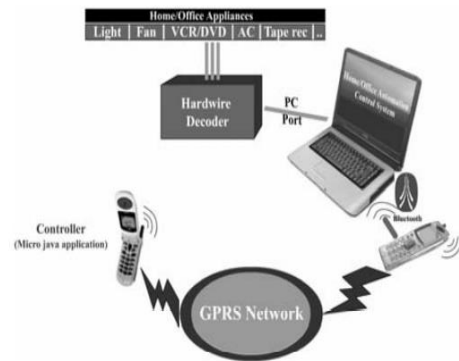 Home/Office Appliances
Light | Fan | VCR/DVD | AC | Tape rec | ..
Hardwire
Decoder
PC
Port
Home/Office Automation
Control System
Bluetooth
Controller
(Micro java application)
GPRS Network